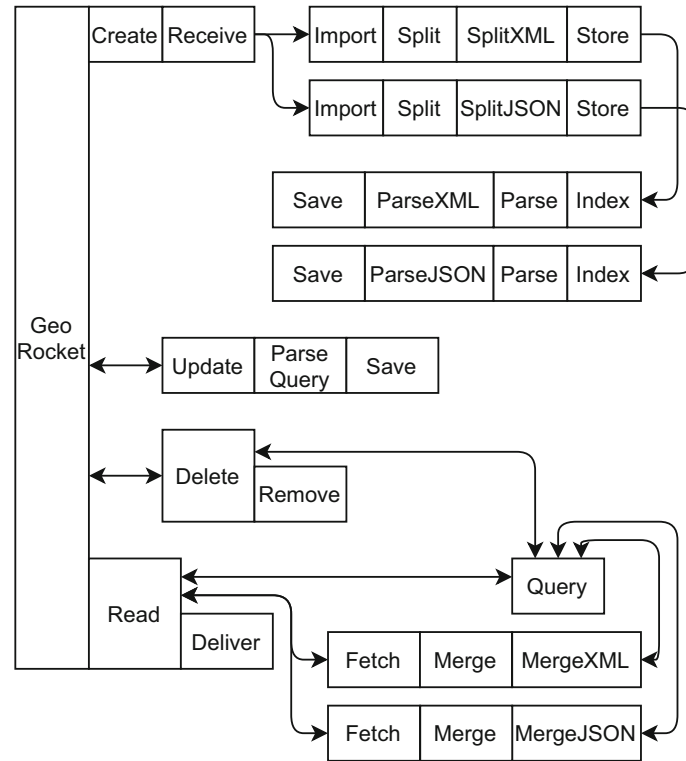 Create Receive Import Split SplitXML Store
Import Split SplitJSON Store
Save ParseXML Parse Index
Save ParseJSON Parse Index
Geo
Rocket
Update Parse
Query Save
Delete
Remove
Read
Query
Deliver
Fetch Merge MergeXML
Fetch Merge MergeJSON